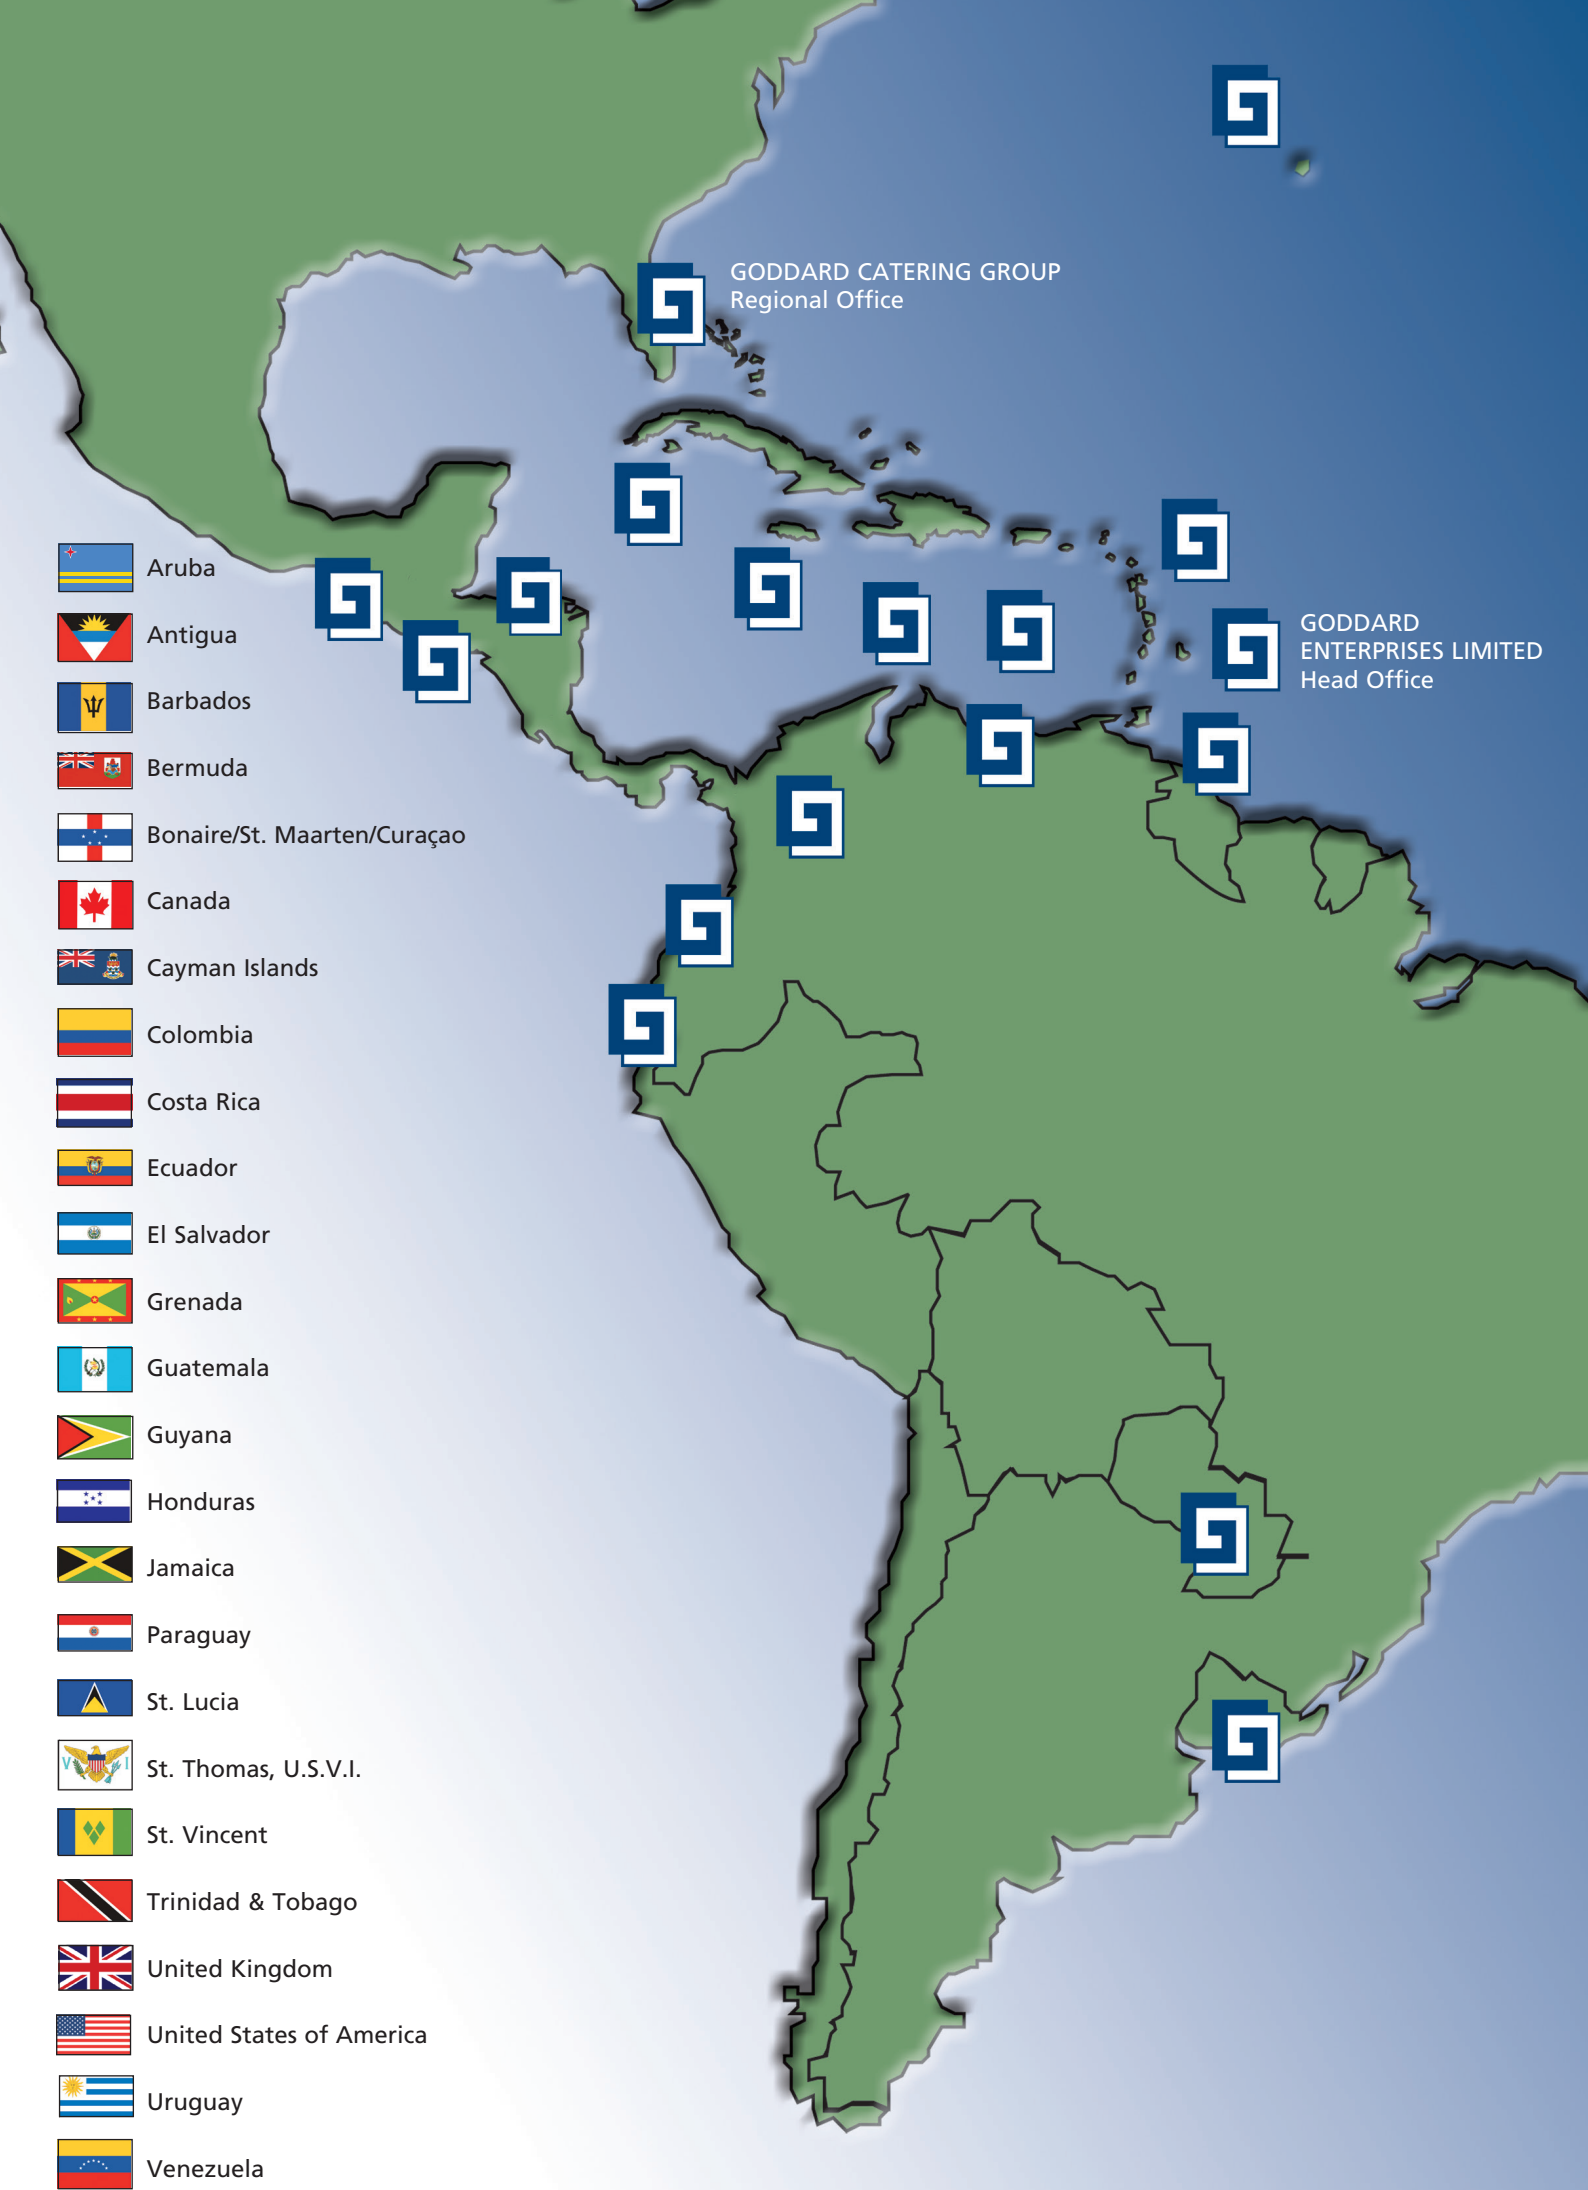 GODDARD CATERING GROUP
Regional Office
GODDARD
ENTERPRISES LIMITED
Head Office
Aruba
Antigua
Barbados
Bermuda
Bonaire/St. Maarten/Curaçao
Canada
Cayman Islands
Colombia
Costa Rica
Ecuador
El Salvador
Grenada
Guatemala
Guyana
Honduras
Jamaica
Paraguay
St. Lucia
V I
St. Thomas, U.S.V.I.
St. Vincent
Trinidad & Tobago
United Kingdom
United States of America
Uruguay
Venezuela